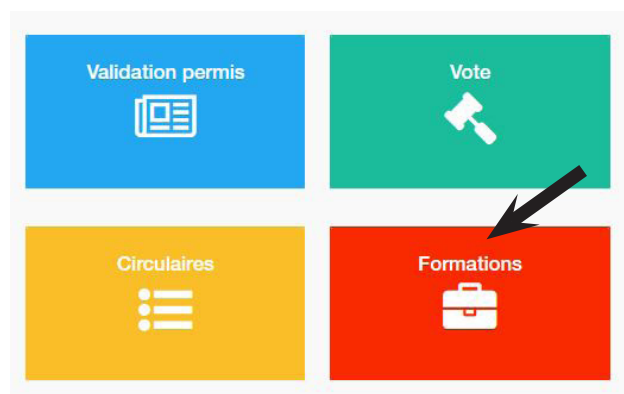 Validation permis
Vote
Circulaires
Formations